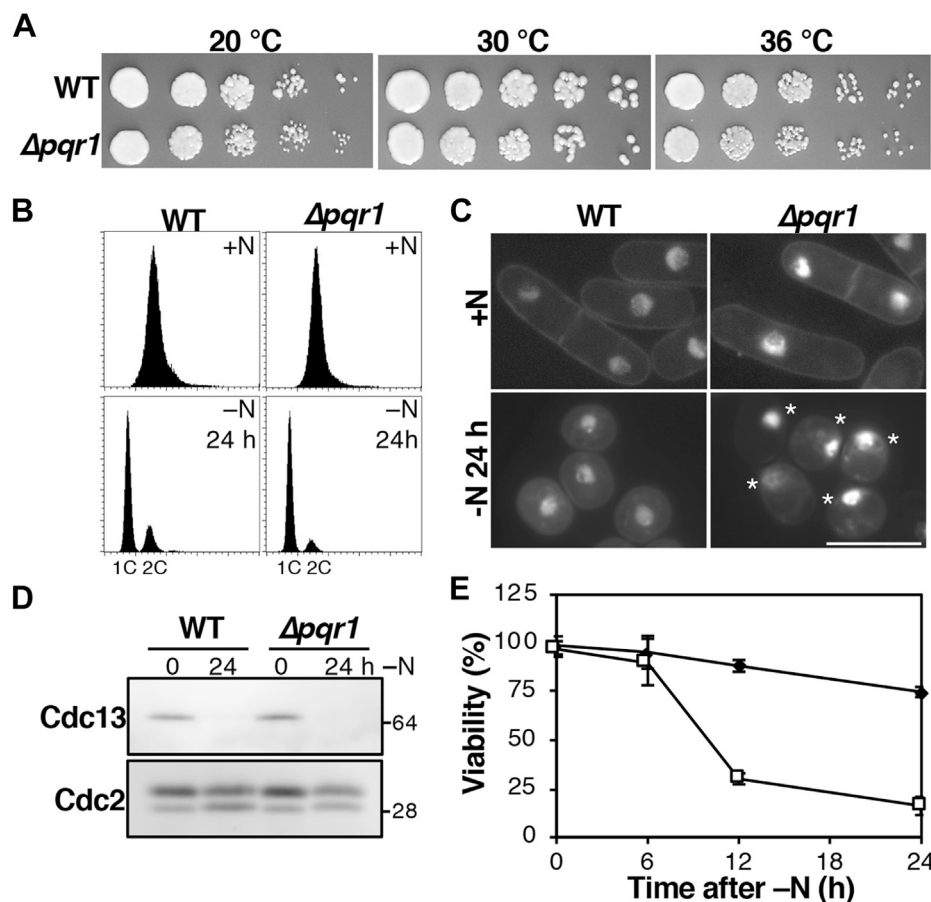 A
20 °C 30 °C 36 °C
WT
Δpqr1
B
WT Δpqr1
+N +N
–N –N
24 h 24h
1C 2C 1C 2C
C
WT Δpqr1
+N
-N 24 h
* * * * *
D
WT Δpqr1
0 24 0 24 h –N
Cdc13
-64
Cdc2
-28
E
Viability (%)
125
100
75
50
25
0
0 6 12 18 24
Time after –N (h)